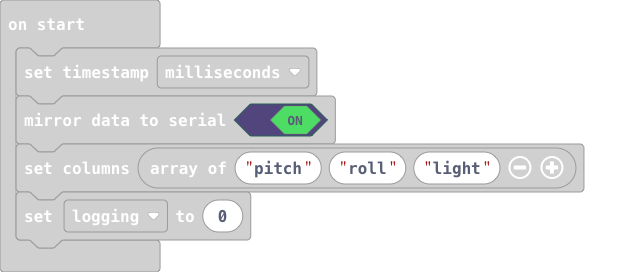 on start
set timestamp milliseconds
mirror data to serial ON
set columns array of "pitch" "roll" "light"
set logging to 0